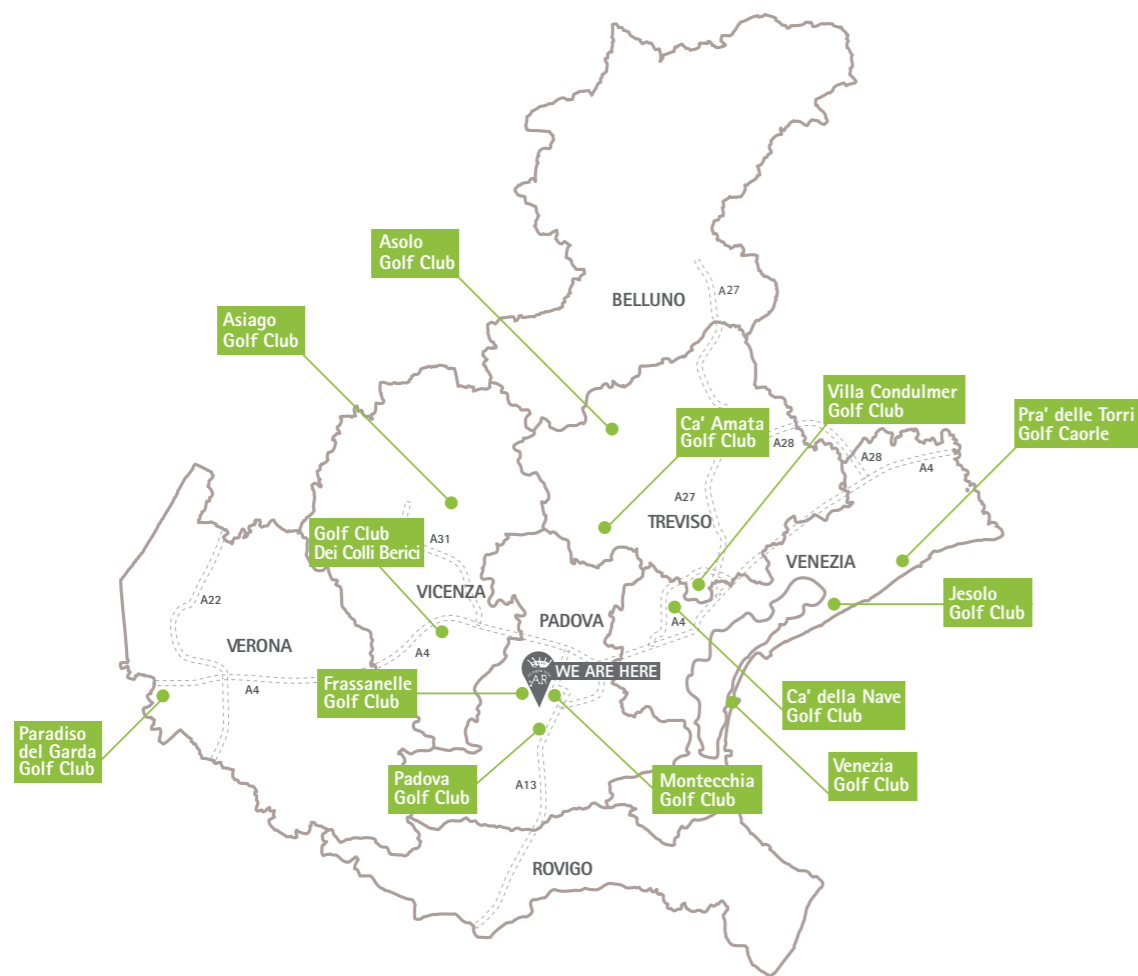 Asolo
Golf Club
BELLUNO
A27
Asiago
Golf Club
Villa Condulmer
Golf Club
Pra' delle Torri
Golf Caorle
Ca' Amata
Golf Club
A28
A28
A4
A27
TREVISO
Golf Club
Dei Colli Berici
A31
VENEZIA
VICENZA
A22
Jesolo
Golf Club
PADOVA
A4
VERONA
A4
WE ARE HERE
A4
Frassanelle
Golf Club
Ca' della Nave
Golf Club
Paradiso
del Garda
Golf Club
Padova
Golf Club
A13
Montecchia
Golf Club
Venezia
Golf Club
ROVIGO